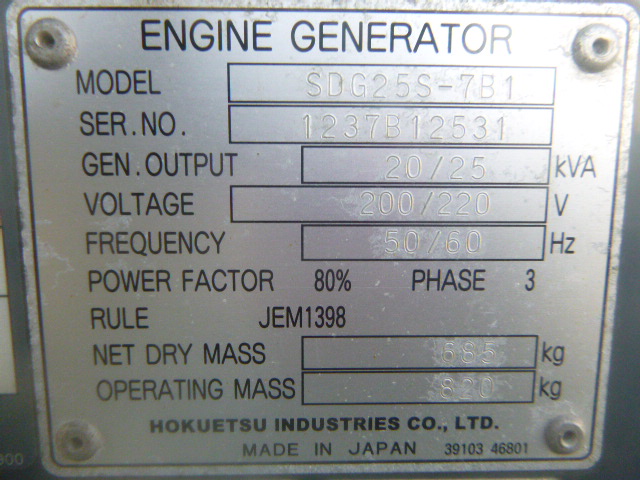 ENGINE GENERATOR
MODEL SDG25S-7B1
SER.NO. 1237B12531
GEN.OUTPUT 20/25 kVA
VOLTAGE 200/220 V
FREQUENCY 50/60 Hz
POWER FACTOR 80% PHASE 3
RULE JEM1398
NET DRY MASS 665 kg
OPERATING MASS 820 kg
HOKUETSU INDUSTRIES CO., LTD.
MADE IN JAPAN 39103 46801